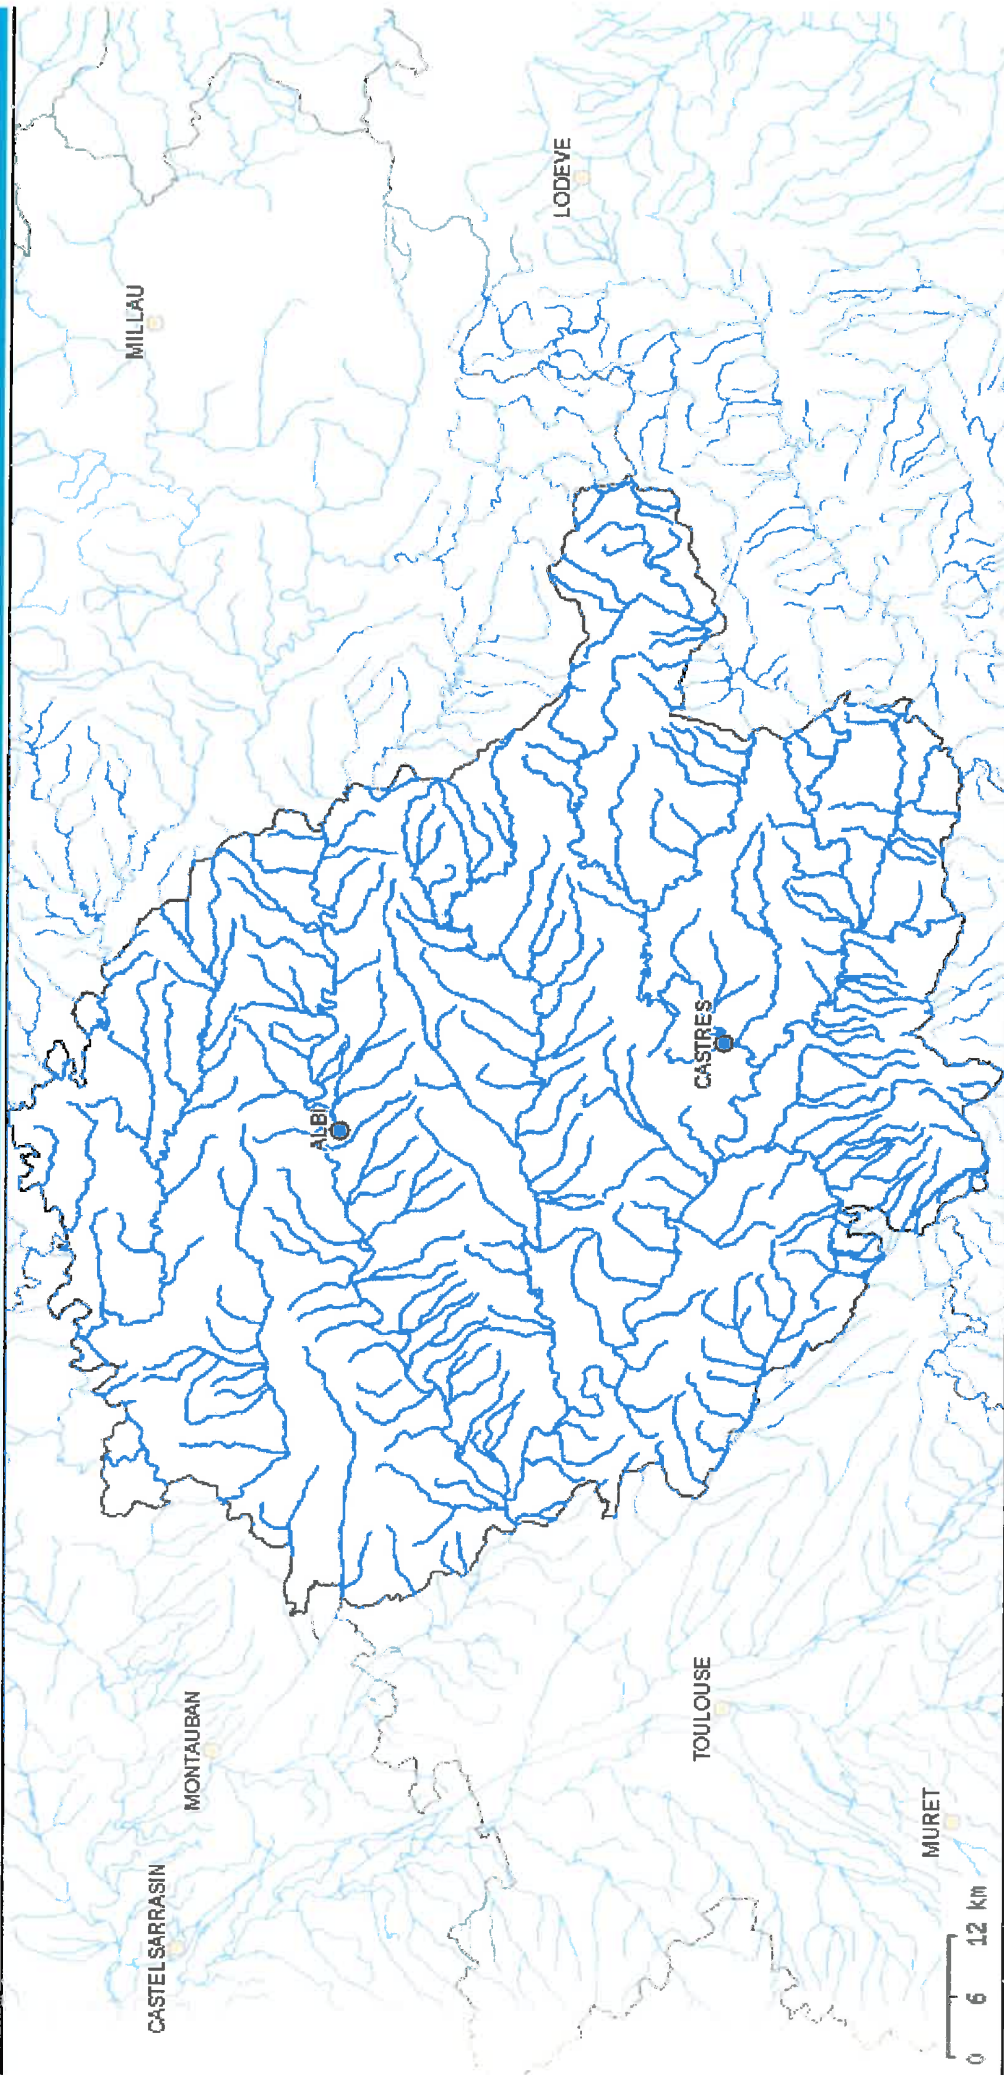 MILLAU
LODEVE
ALBI
CASTRES
MONTAUBAN
CASTELSARRASIN
TOULOUSE
MURET
0 6 12 km